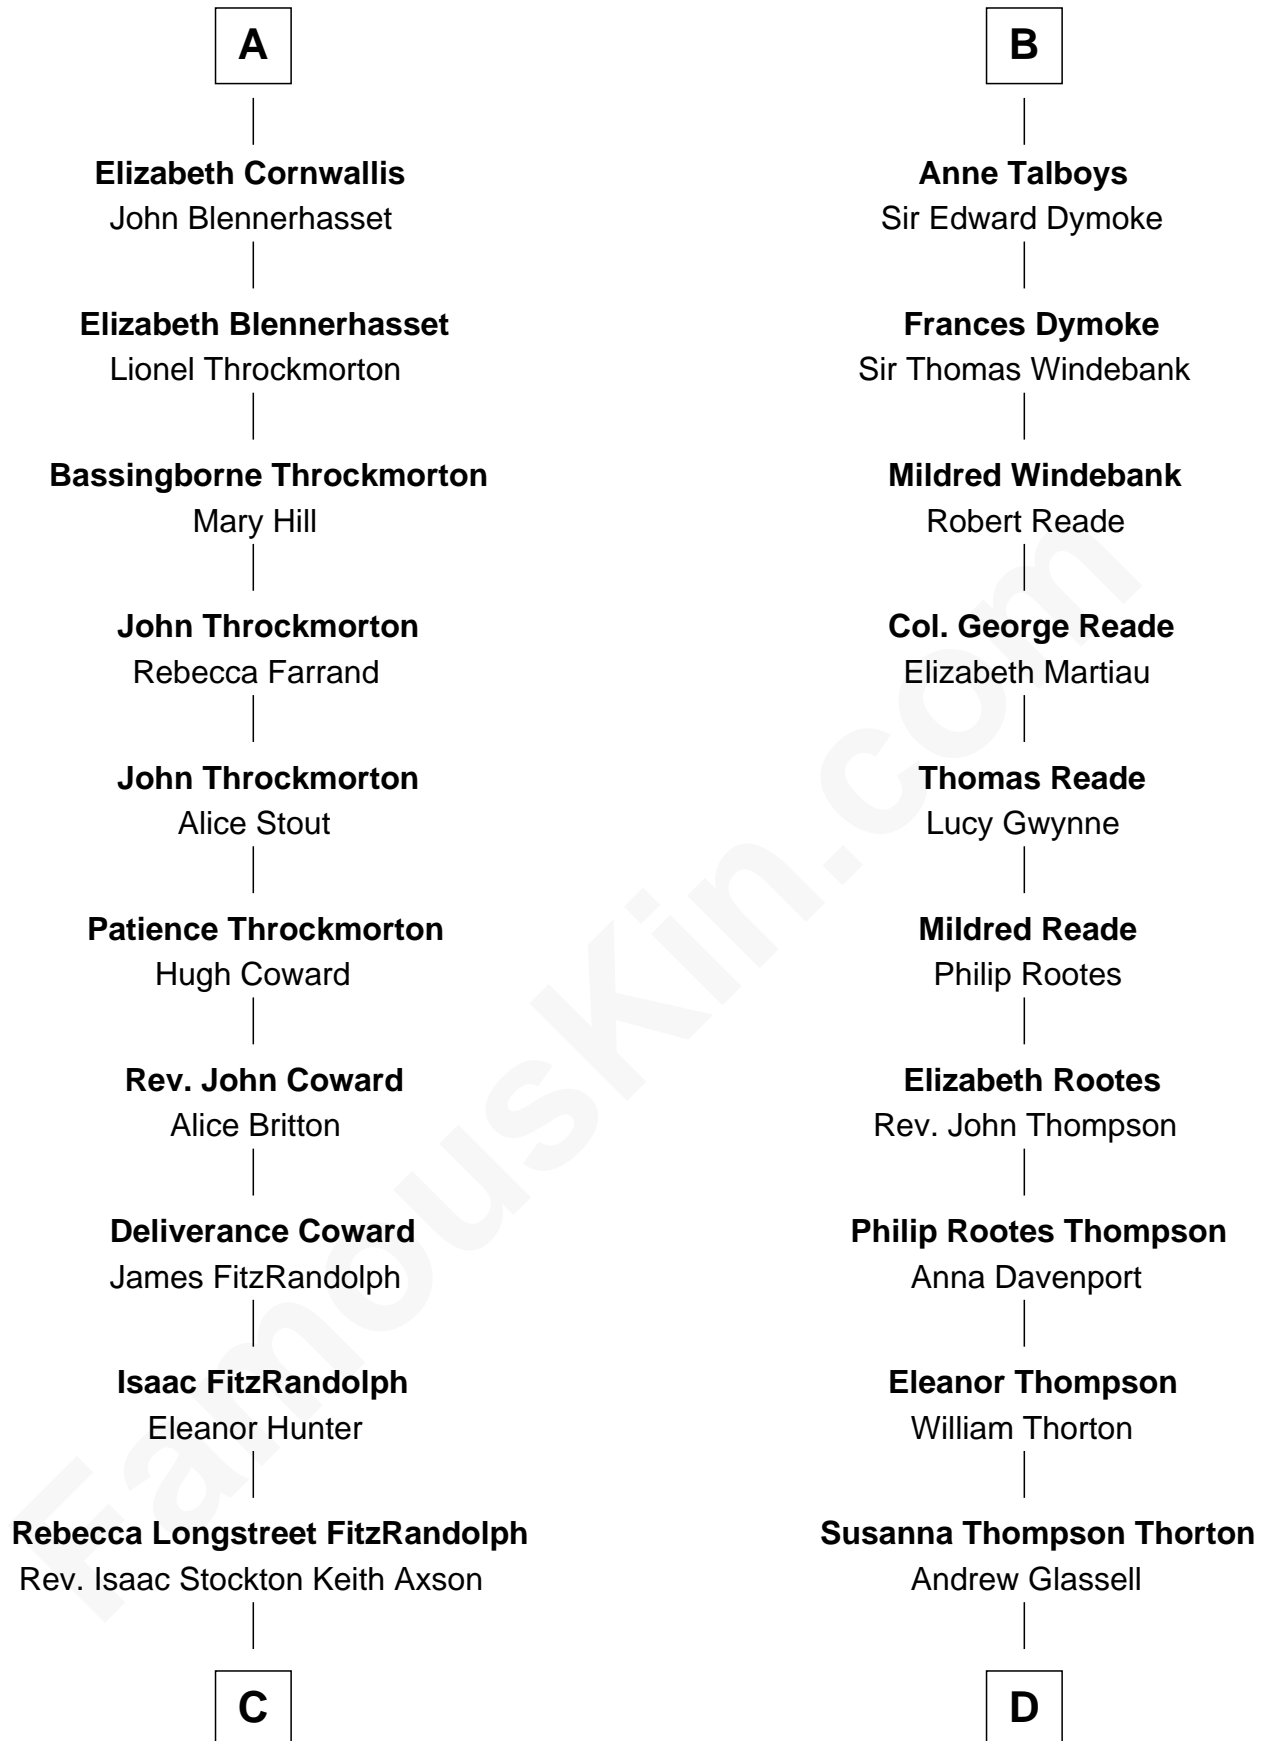 A
Elizabeth Cornwallis
John Blennerhasset
Elizabeth Blennerhasset
Lionel Throckmorton
Bassingborne Throckmorton
Mary Hill
John Throckmorton
Rebecca Farrand
John Throckmorton
Alice Stout
Patience Throckmorton
Hugh Coward
Rev. John Coward
Alice Britton
Deliverance Coward
James FitzRandolph
Isaac FitzRandolph
Eleanor Hunter
Rebecca Longstreet FitzRandolph
Rev. Isaac Stockton Keith Axson
C
B
Anne Talboys
Sir Edward Dymoke
Frances Dymoke
Sir Thomas Windebank
Mildred Windebank
Robert Reade
Col. George Reade
Elizabeth Martiau
Thomas Reade
Lucy Gwynne
Mildred Reade
Philip Rootes
Elizabeth Rootes
Rev. John Thompson
Philip Rootes Thompson
Anna Davenport
Eleanor Thompson
William Thorton
Susanna Thompson Thorton
Andrew Glassell
D
FamousKin.com